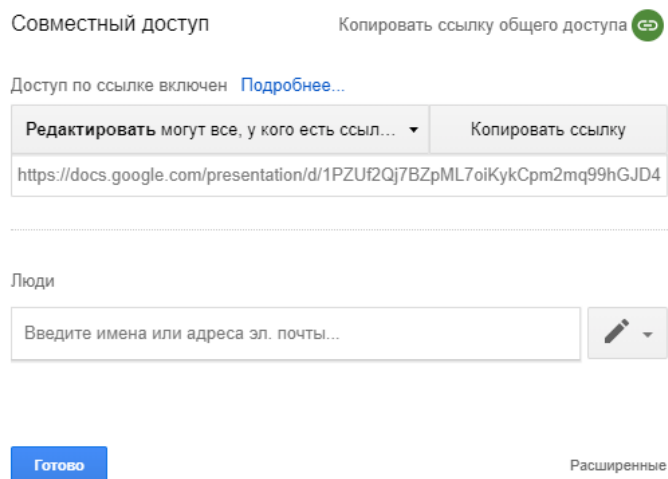 Совместный доступ
Копировать ссылку общего доступа
Доступ по ссылке включен Подробнее...
Редактировать могут все, у кого есть ссыл...
Копировать ссылку
https://docs.google.com/presentation/d/1PZUf2Qj7BZpML7oiKykCpm2mq99hGJD4
Люди
Введите имена или адреса эл. почты...
Готово
Расширенные